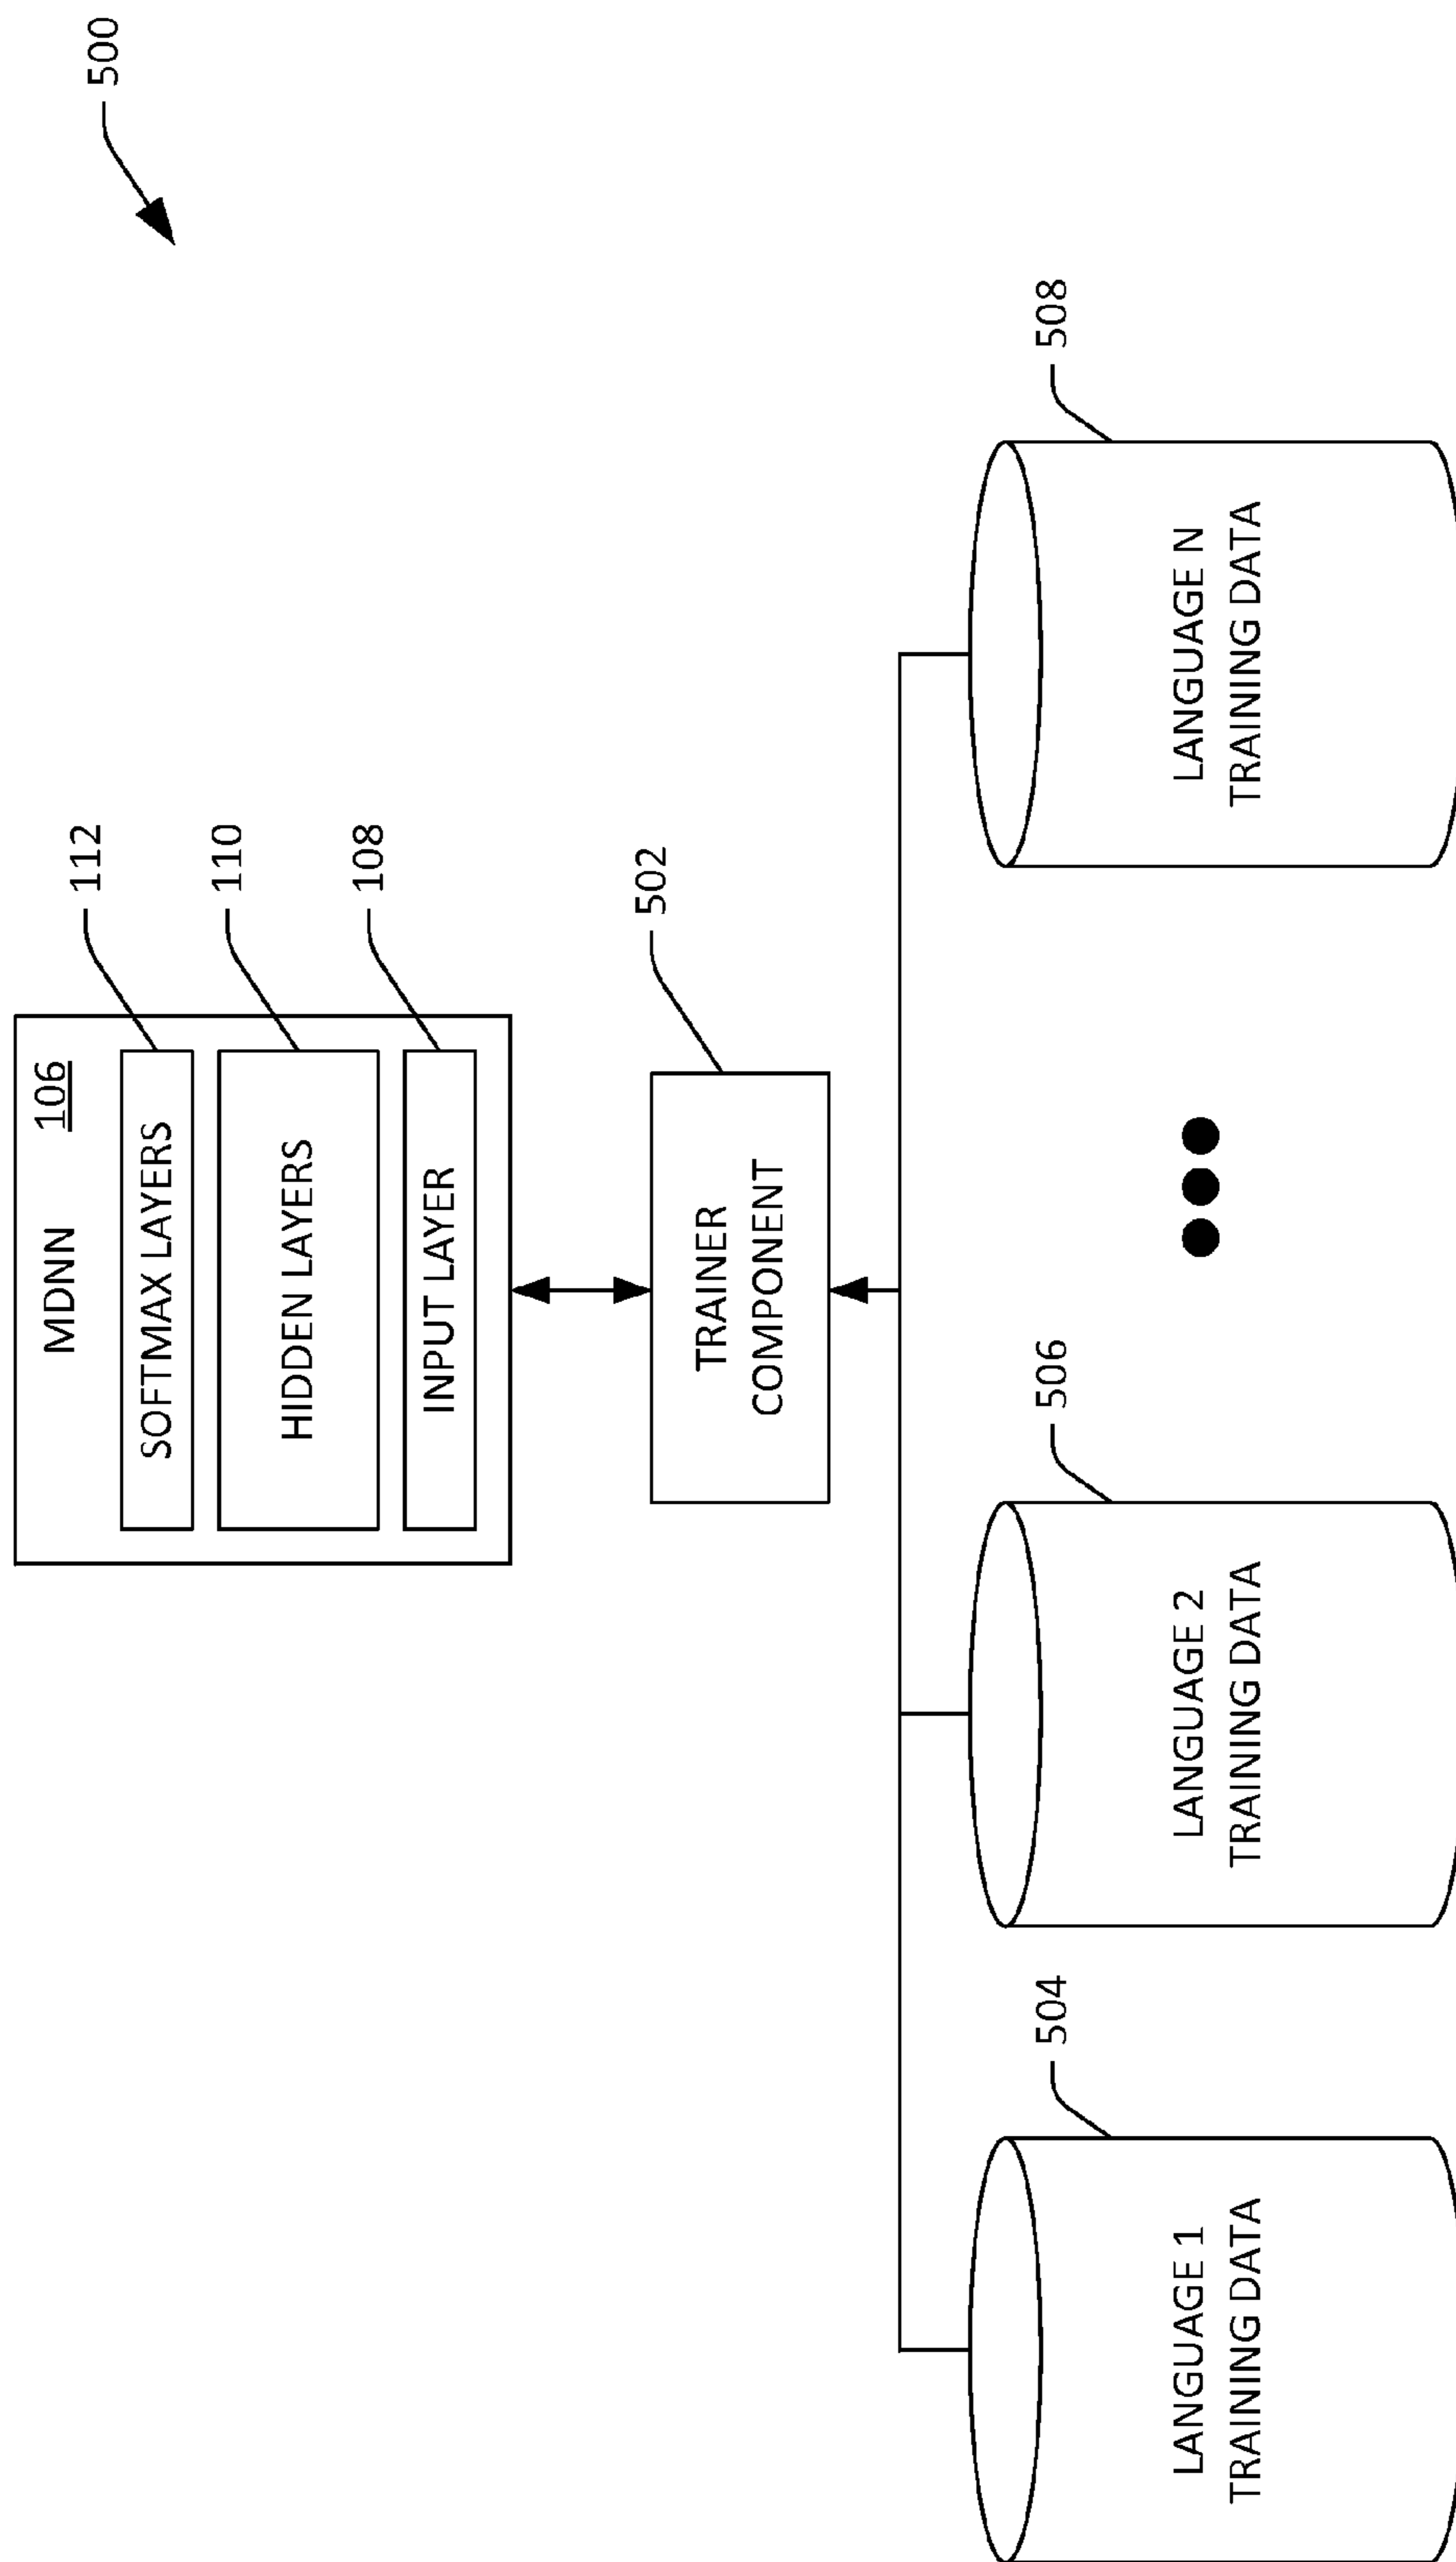 500
MDNN
106
SOFTMAX LAYERS
112
HIDDEN LAYERS
110
INPUT LAYER
108
TRAINER
COMPONENT
502
504
506
508
LANGUAGE 1
TRAINING DATA
LANGUAGE 2
TRAINING DATA
LANGUAGE N
TRAINING DATA